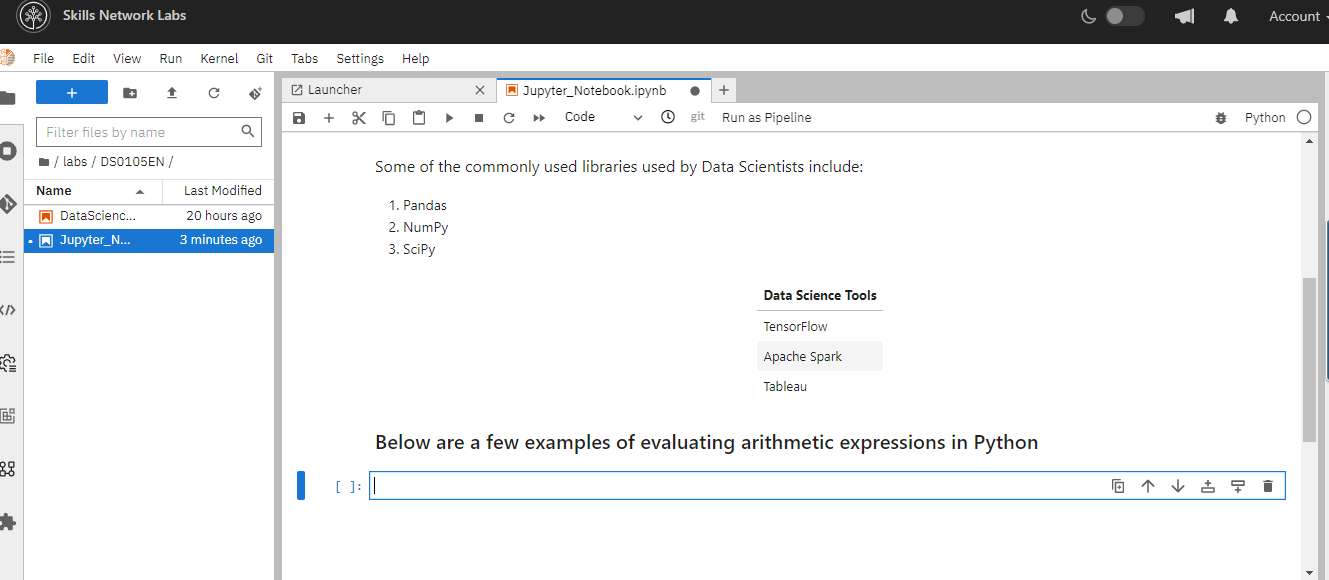 Skills Network Labs
Account
File Edit View Run Kernel Git Tabs Settings Help
+
Launcher
Jupyter_Notebook.ipynb
Filter files by name
Code
git
Run as Pipeline
Python
/ labs / DS0105EN /
Name Last Modified
DataScienc... 20 hours ago
Jupyter_N... 3 minutes ago
Some of the commonly used libraries used by Data Scientists include:
1. Pandas
2. NumPy
3. SciPy
Data Science Tools
TensorFlow
Apache Spark
Tableau
Below are a few examples of evaluating arithmetic expressions in Python
[ ]: